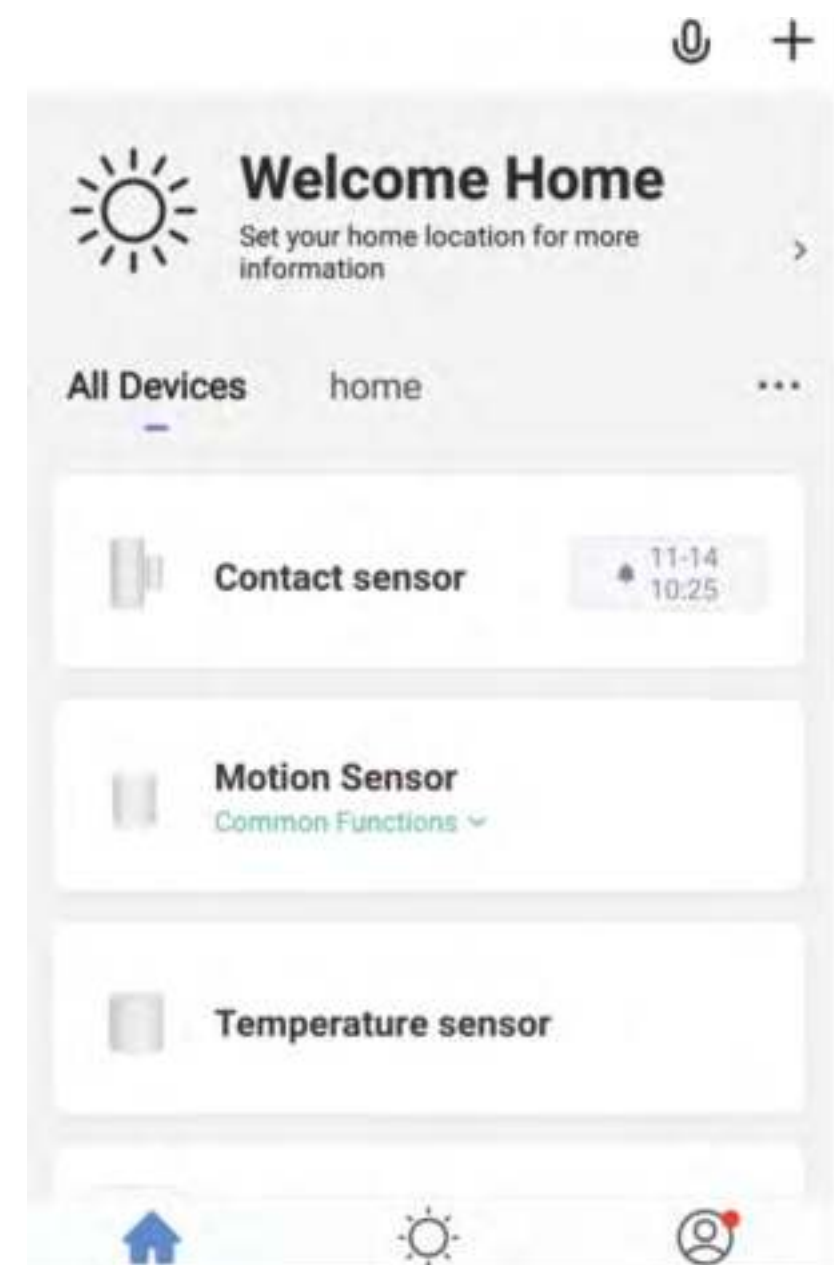 Welcome Home
Set your home location for more
information
All Devices
home
Contact sensor
11-14
10:25
Motion Sensor
Common Functions
Temperature sensor